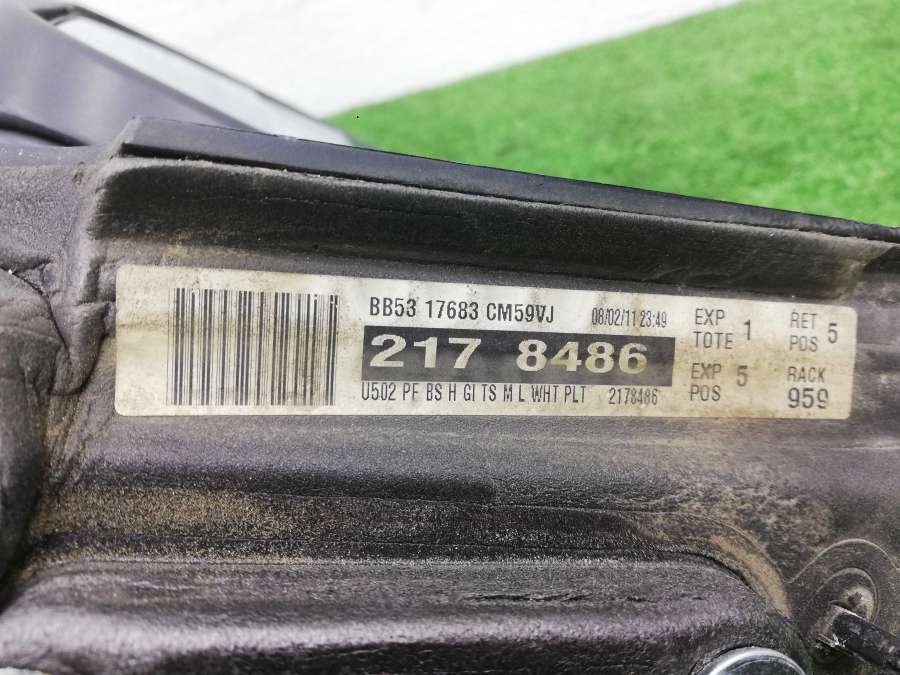 BB53 17683 CM59VJ 08/02/11 23:49
217 8486
U502 PF BS H GI TS M L WHT PLT 2178486
EXP TOTE 1
RET POS 5
EXP POS 5
RACK 959